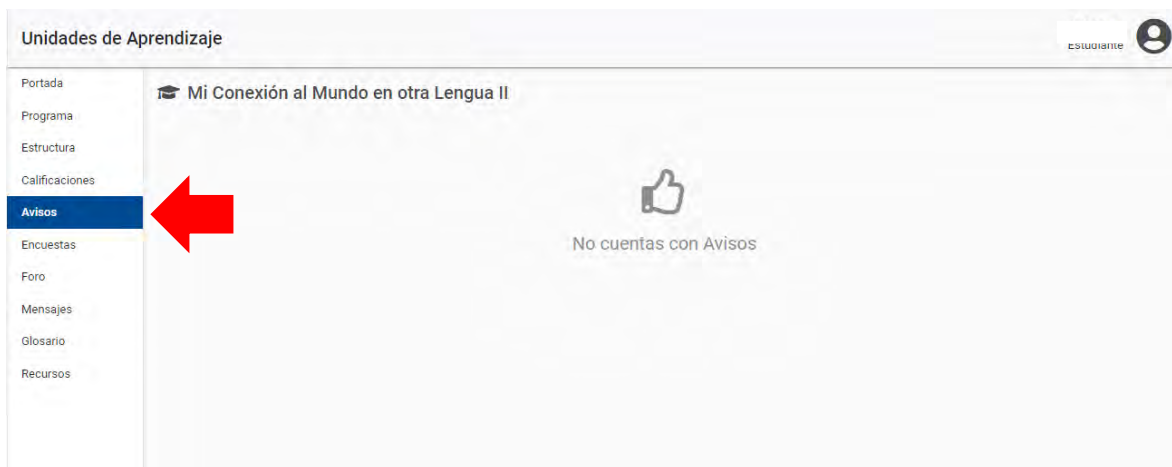 Unidades de Aprendizaje
Estudiante
Portada
Programa
Estructura
Calificaciones
Avisos
Encuestas
Foro
Mensajes
Glosario
Recursos
Mi Conexión al Mundo en otra Lengua II
No cuentas con Avisos